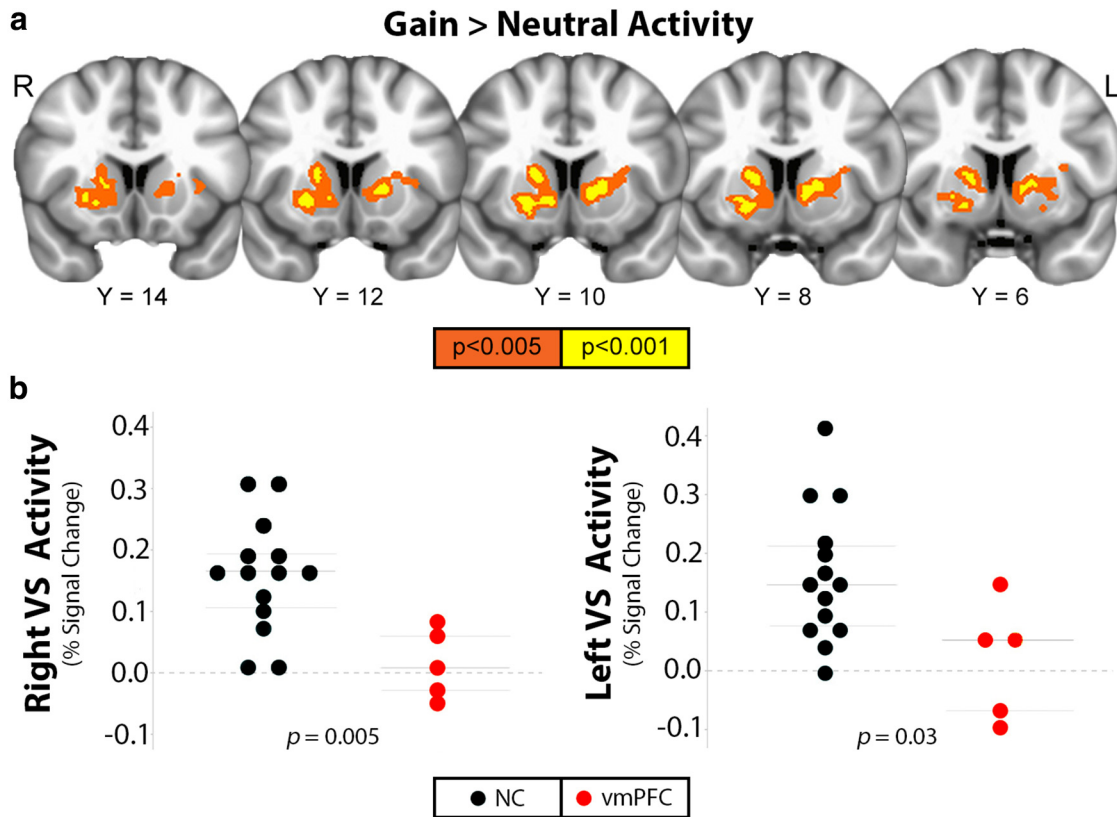 a
Gain > Neutral Activity
R
L
Y = 14
Y = 12
Y = 10
Y = 8
Y = 6
p<0.005
p<0.001
b
Right VS Activity
(% Signal Change)
0.4
0.3
0.2
0.1
0.0
-0.1
p = 0.005
Left VS Activity
(% Signal Change)
0.4
0.3
0.2
0.1
0.0
-0.1
p = 0.03
NC
vmPFC